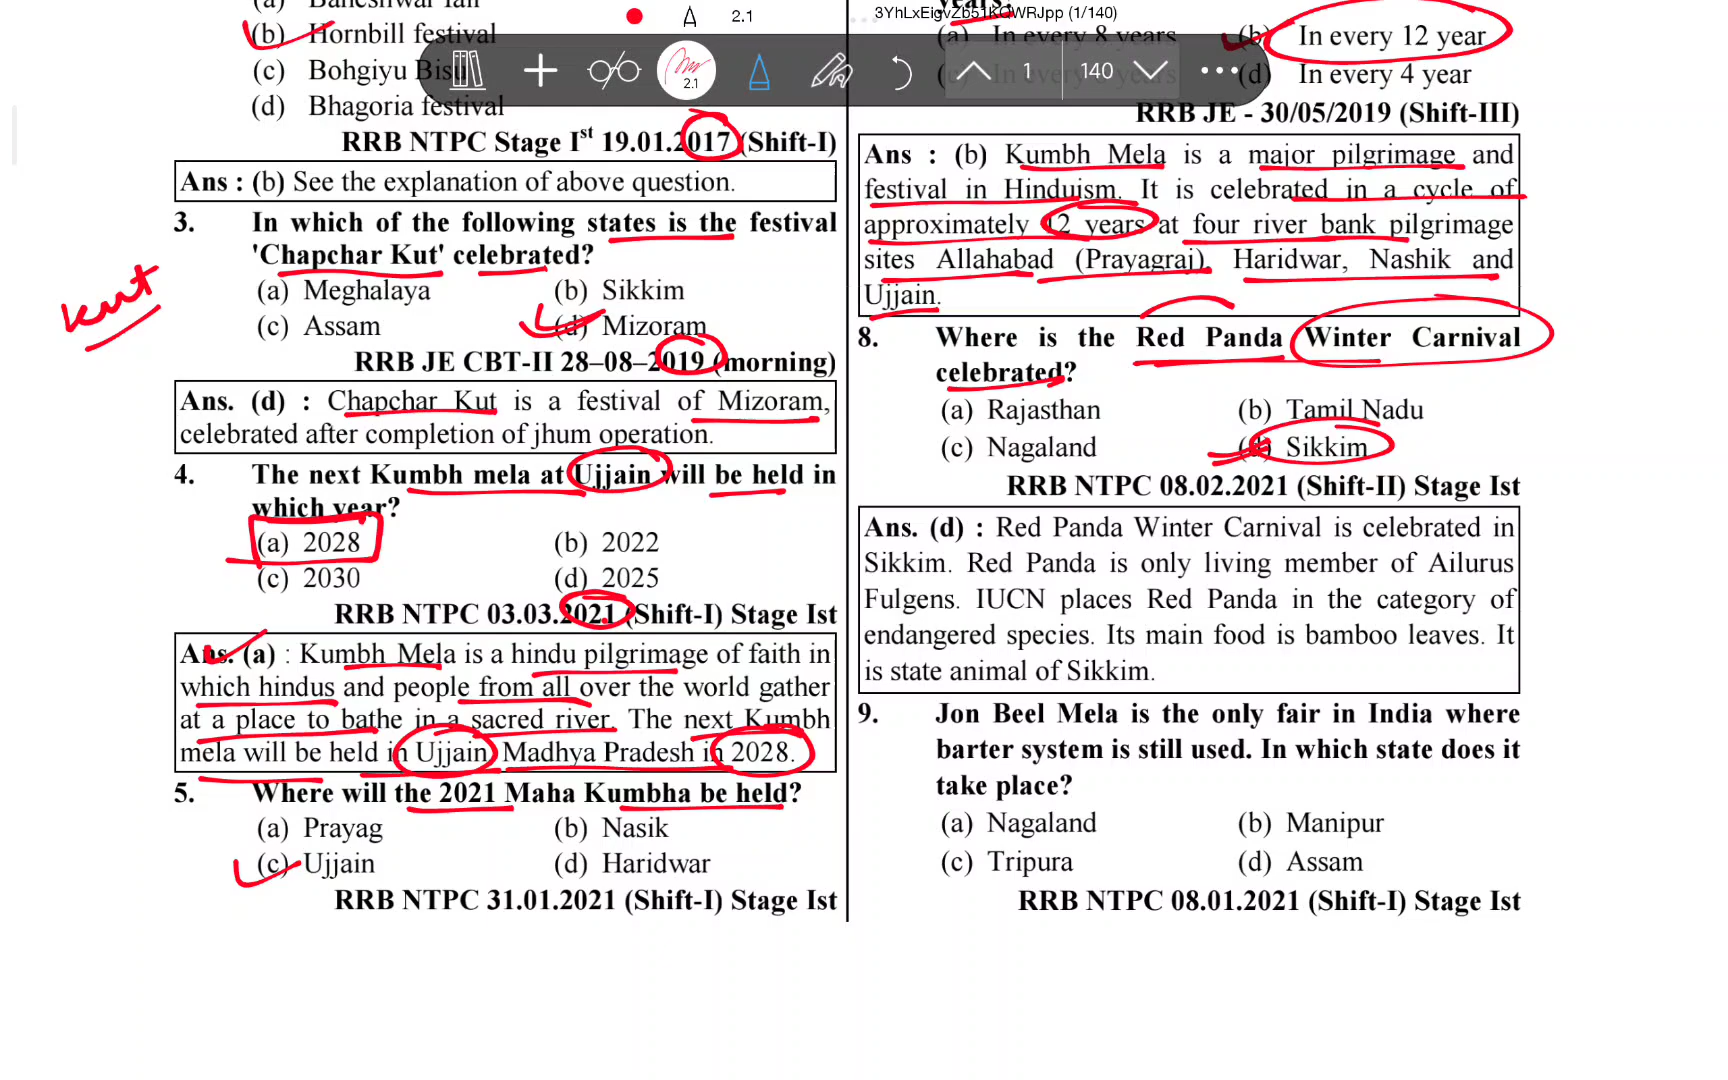 2.1
3YhLxEigvZb51KQWRJpp (1/140)
2.1
1 140
(b) Hornbill festival
(c) Bohgiyu Bisu
(d) Bhagoria festival
RRB NTPC Stage Ist 19.01.2017 (Shift-I)
Ans : (b) See the explanation of above question.
3. In which of the following states is the festival
'Chapchar Kut' celebrated?
(a) Meghalaya (b) Sikkim
(c) Assam (d) Mizoram
kut
RRB JE CBT-II 28–08–2019 (morning)
Ans. (d) : Chapchar Kut is a festival of Mizoram,
celebrated after completion of jhum operation.
4. The next Kumbh mela at Ujjain will be held in
which year?
(a) 2028 (b) 2022
(c) 2030 (d) 2025
RRB NTPC 03.03.2021 (Shift-I) Stage Ist
Ans. (a) : Kumbh Mela is a hindu pilgrimage of faith in
which hindus and people from all over the world gather
at a place to bathe in a sacred river. The next Kumbh
mela will be held in Ujjain Madhya Pradesh in 2028.
5. Where will the 2021 Maha Kumbha be held?
(a) Prayag (b) Nasik
(c) Ujjain (d) Haridwar
RRB NTPC 31.01.2021 (Shift-I) Stage Ist
years?
(a) In every 8 years (b) In every 12 year
In every years (d) In every 4 year
RRB JE - 30/05/2019 (Shift-III)
Ans : (b) Kumbh Mela is a major pilgrimage and
festival in Hinduism. It is celebrated in a cycle of
approximately 12 years at four river bank pilgrimage
sites Allahabad (Prayagraj), Haridwar, Nashik and
Ujjain.
8. Where is the Red Panda Winter Carnival
celebrated?
(a) Rajasthan (b) Tamil Nadu
(c) Nagaland (d) Sikkim
RRB NTPC 08.02.2021 (Shift-II) Stage Ist
Ans. (d) : Red Panda Winter Carnival is celebrated in
Sikkim. Red Panda is only living member of Ailurus
Fulgens. IUCN places Red Panda in the category of
endangered species. Its main food is bamboo leaves. It
is state animal of Sikkim.
9. Jon Beel Mela is the only fair in India where
barter system is still used. In which state does it
take place?
(a) Nagaland (b) Manipur
(c) Tripura (d) Assam
RRB NTPC 08.01.2021 (Shift-I) Stage Ist